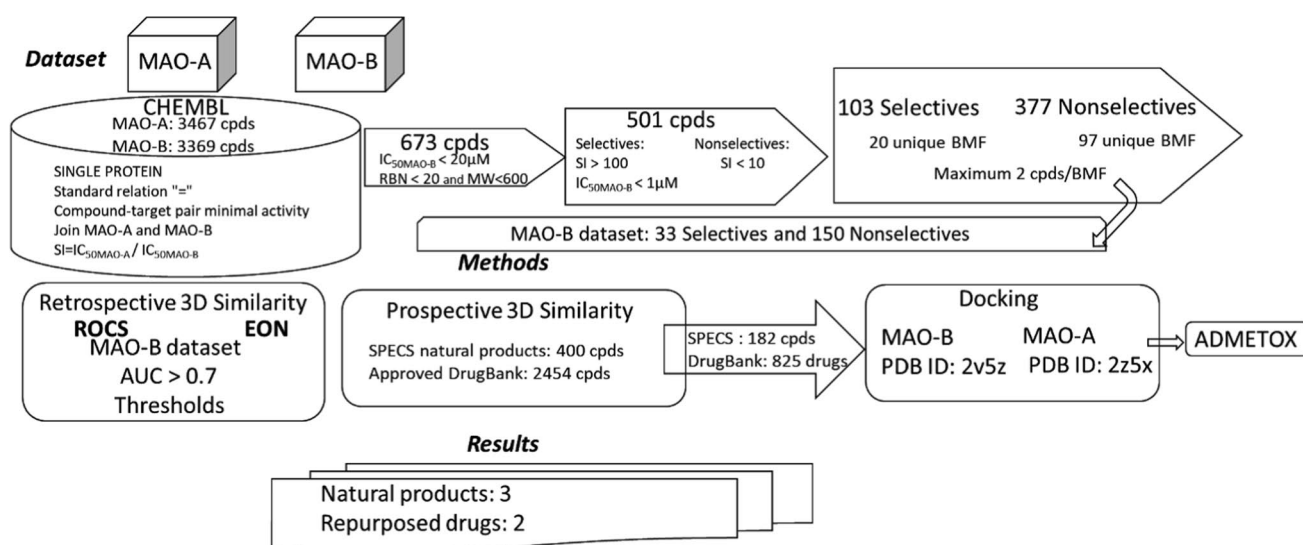 Dataset
MAO-A
MAO-B
CHEMBL
MAO-A: 3467 cpds
MAO-B: 3369 cpds
SINGLE PROTEIN
Standard relation "="
Compound-target pair minimal activity
Join MAO-A and MAO-B
SI=IC50MAO-A/ IC50MAO-B
673 cpds
IC50MAO-B < 20µM
RBN < 20 and MW<600
501 cpds
Selectives:
SI > 100
IC50MAO-B < 1µM
Nonselectives:
SI < 10
103 Selectives
377 Nonselectives
20 unique BMF
97 unique BMF
Maximum 2 cpds/BMF
MAO-B dataset: 33 Selectives and 150 Nonselectives
Methods
Retrospective 3D Similarity
ROCS
EON
MAO-B dataset
AUC > 0.7
Thresholds
Prospective 3D Similarity
SPECS natural products: 400 cpds
Approved DrugBank: 2454 cpds
SPECS : 182 cpds
DrugBank: 825 drugs
Docking
MAO-B
PDB ID: 2v5z
MAO-A
PDB ID: 2z5x
ADMETOX
Results
Natural products: 3
Repurposed drugs: 2